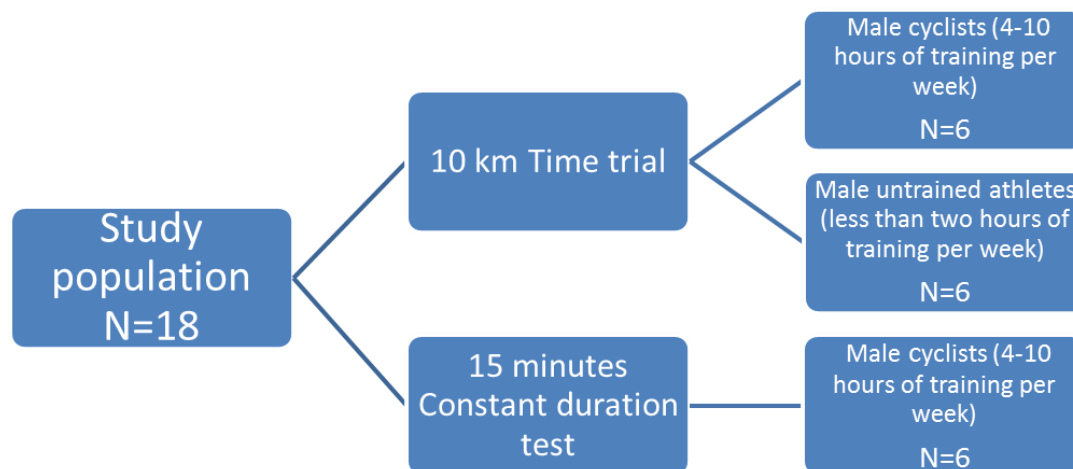 Study
population
N=18
10 km Time trial
15 minutes
Constant duration
test
Male cyclists (4-10
hours of training per
week)
N=6
Male untrained athletes
(less than two hours of
training per week)
N=6
Male cyclists (4-10
hours of training per
week)
N=6